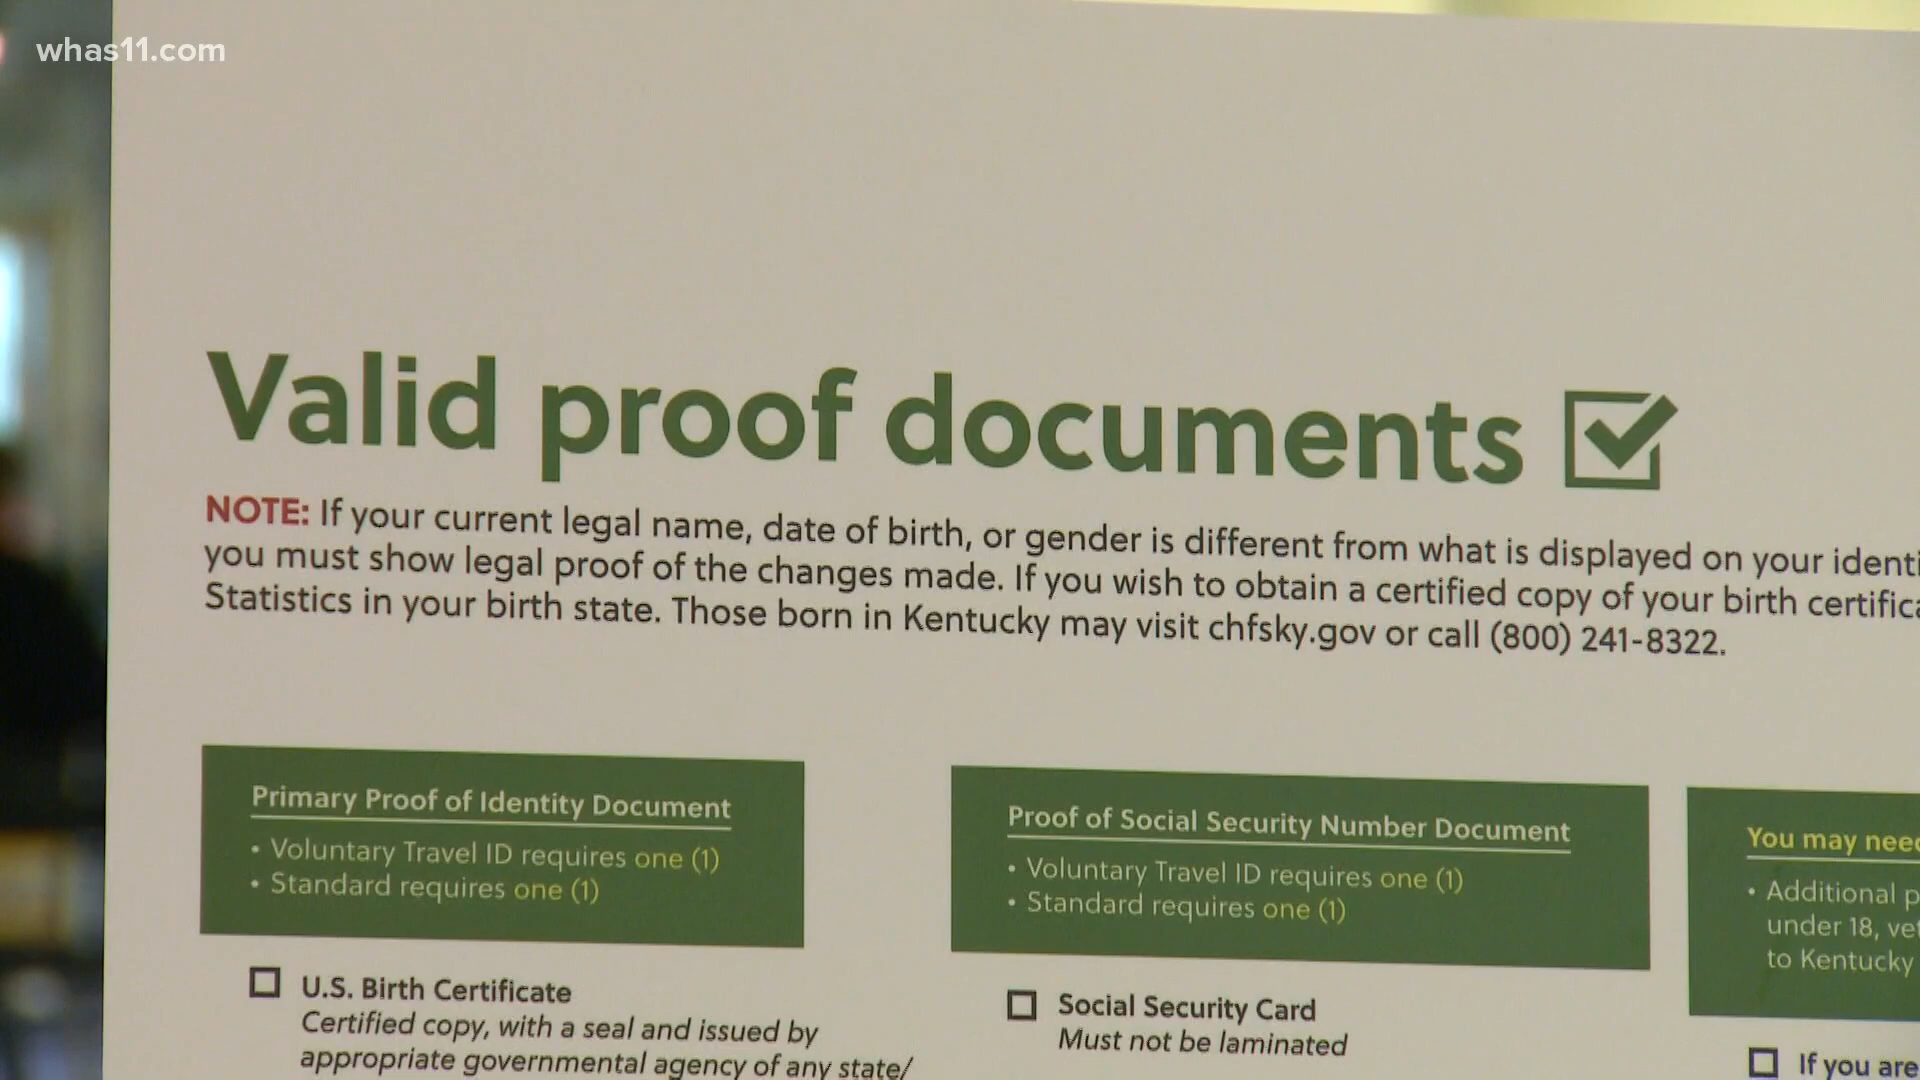 whas11.com
Valid proof documents
NOTE: If your current legal name, date of birth, or gender is different from what is displayed on your identi
you must show legal proof of the changes made. If you wish to obtain a certified copy of your birth certifica
Statistics in your birth state. Those born in Kentucky may visit chfsky.gov or call (800) 241-8322.
Primary Proof of Identity Document
• Voluntary Travel ID requires one (1)
• Standard requires one (1)
U.S. Birth Certificate
Certified copy, with a seal and issued by
appropriate governmental agency of any state/
Proof of Social Security Number Document
• Voluntary Travel ID requires one (1)
• Standard requires one (1)
Social Security Card
Must not be laminated
You may need
• Additional p
under 18, vet
to Kentucky
If you are